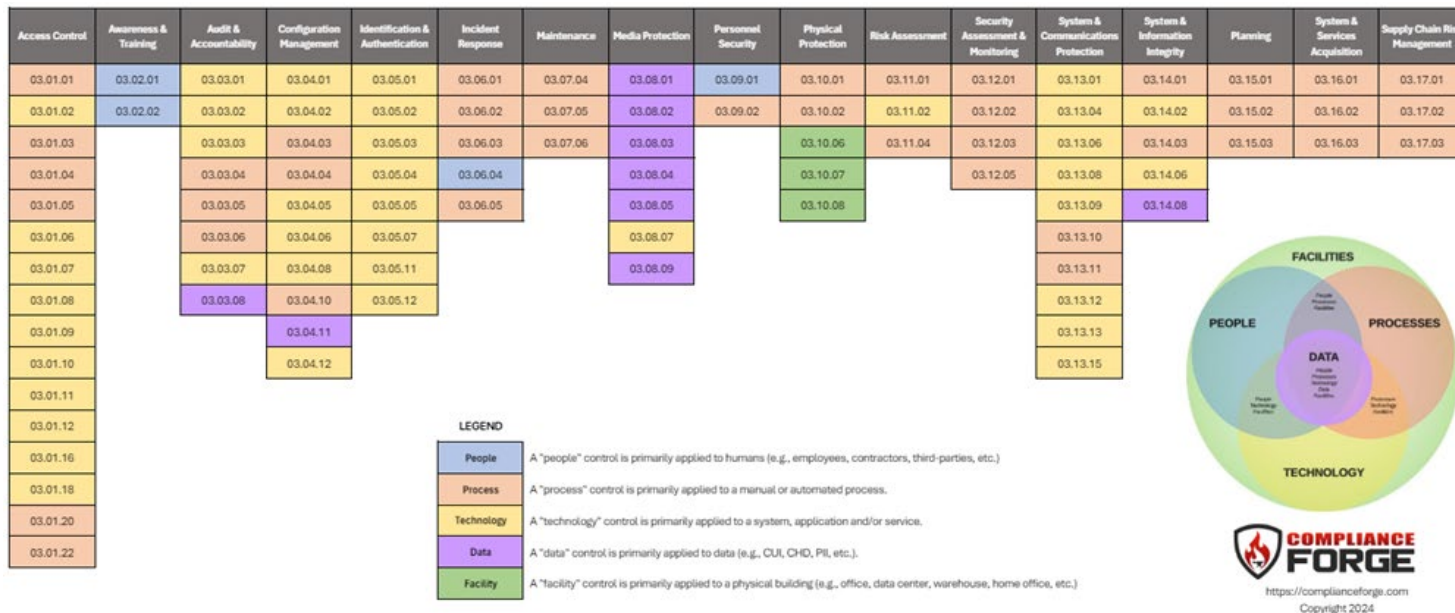 Access Control
Awareness & Training
Audit & Accountability
Configuration Management
Identification & Authentication
Incident Response
Maintenance
Media Protection
Personnel Security
Physical Protection
Risk Assessment
Security Assessment & Monitoring
System & Communications Protection
System & Information Integrity
Planning
System & Services Acquisition
Supply Chain Management
03.01.01 03.02.01 03.03.01 03.04.01 03.05.01 03.06.01 03.07.04 03.08.01 03.09.01 03.10.01 03.11.01 03.12.01 03.13.01 03.14.01 03.15.01 03.16.01 03.17.01
03.01.02 03.02.02 03.03.02 03.04.02 03.05.02 03.06.02 03.07.05 03.08.02 03.09.02 03.10.02 03.11.02 03.12.02 03.13.04 03.14.02 03.15.02 03.16.02 03.17.02
03.01.03 03.03.03 03.04.03 03.05.03 03.06.03 03.07.06 03.08.03 03.10.06 03.11.04 03.12.03 03.13.06 03.14.03 03.15.03 03.16.03 03.17.03
03.01.04 03.03.04 03.04.04 03.05.04 03.06.04 03.08.04 03.10.07 03.12.05 03.13.08 03.14.06
03.01.05 03.03.05 03.04.05 03.05.05 03.06.05 03.08.05 03.10.08 03.13.09 03.14.08
03.01.06 03.03.06 03.04.06 03.05.07 03.08.07 03.13.10
03.01.07 03.03.07 03.04.08 03.05.11 03.08.09 03.13.11
03.01.08 03.03.08 03.04.10 03.05.12 03.13.12
03.01.09 03.04.11 03.13.13
03.01.10 03.04.12 03.13.15
03.01.11
03.01.12
03.01.16
03.01.18
03.01.20
03.01.22
LEGEND
People A "people" control is primarily applied to humans (e.g., employees, contractors, third-parties, etc.)
Process A "process" control is primarily applied to a manual or automated process.
Technology A "technology" control is primarily applied to a system, application and/or service.
Data A "data" control is primarily applied to data (e.g., CUI, CHD, PII, etc.).
Facility A "facility" control is primarily applied to a physical building (e.g., office, data center, warehouse, home office, etc.)
FACILITIES
People
Processes
Facilities
PEOPLE
PROCESSES
DATA
People
Processes
Technology
Data
Facilities
People
Technology
Processes
Technology
TECHNOLOGY
COMPLIANCE
FORGE
https://complianceforge.com
Copyright 2024